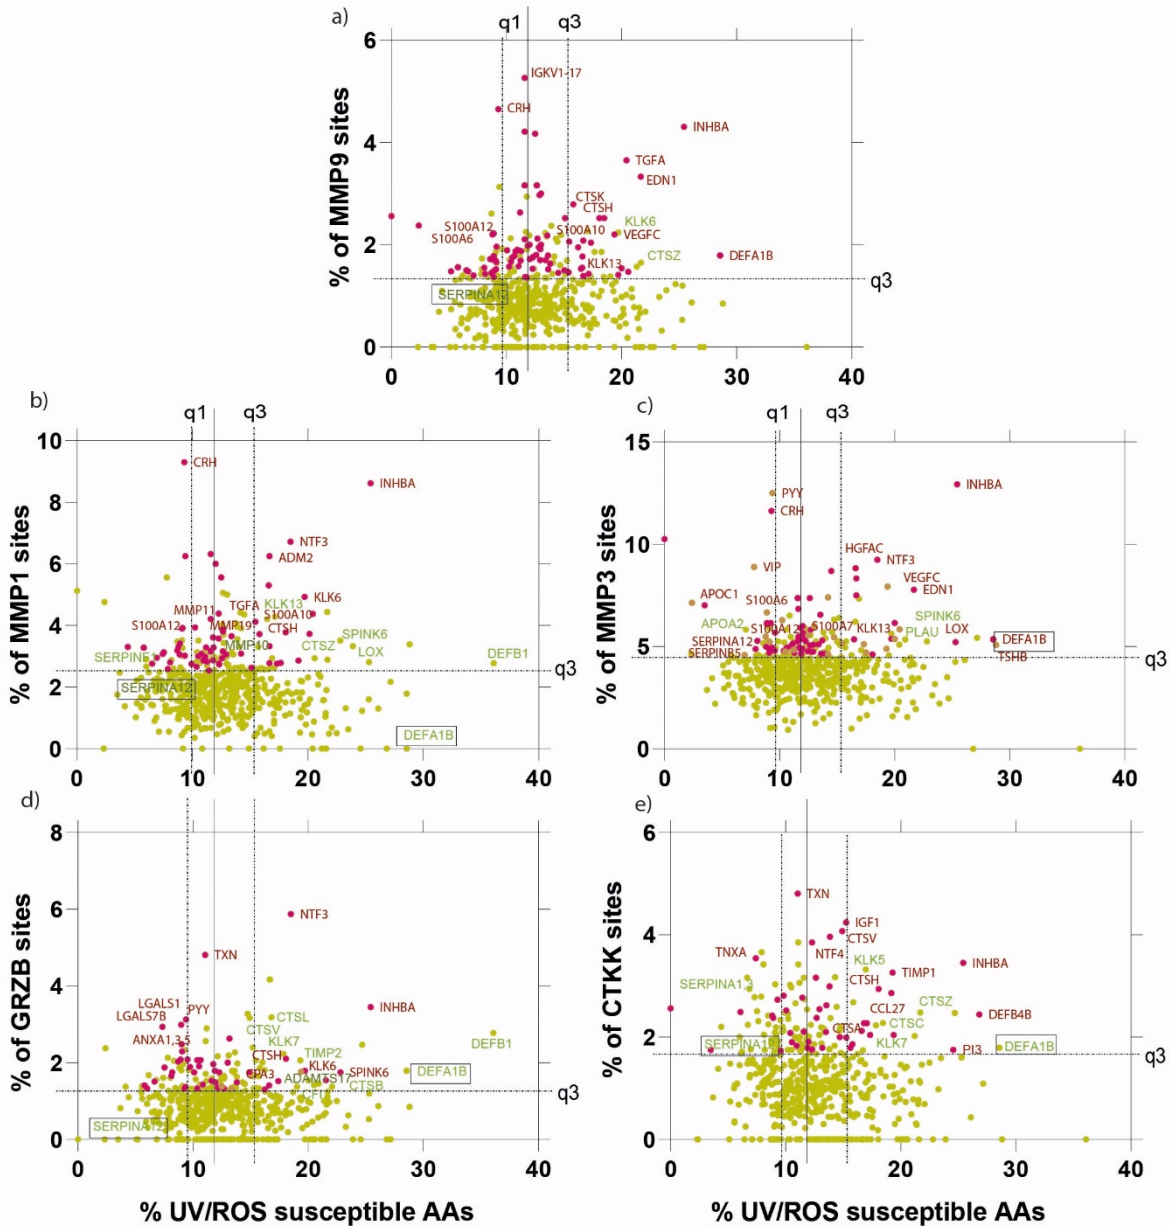 a)
q1
q3
6
4
2
0
% of MMP9 sites
IGKV1-17
CRH
INHBA
TGFA
EDN1
CTSK
CTSH
KLK6
S100A12
S100A10
VEGFC
S100A6
CTSZ
KLK13
DEFA1B
q3
SERPINA12
0
10
20
30
40
b)
q1
q3
10
8
6
4
2
0
% of MMP1 sites
CRH
INHBA
NTF3
ADM2
KLK6
MMP11
TGFA
KLK13
S100A10
S100A12
MMP19
CTSH
MMP10
CTSZ
SPINK6
LOX
SERPINE1
DEFB1
q3
SERPINA12
DEFA1B
0
10
20
30
40
c)
q1
q3
15
10
5
0
% of MMP3 sites
PYY
INHBA
CRH
HGFAC
NTF3
VIP
VEGFC
EDN1
APOC1
S100A6
APOA2
SPINK6
S100A12
S100A7
KLK13
PLAU
LOX
SERPINA12
DEFA1B
SERPINB5
TSHB
q3
0
10
20
30
40
d)
8
6
4
2
0
% of GRZB sites
NTF3
TXN
INHBA
LGALS1
PYY
LGALS7B
CTSL
CTSV
ANXA1,3,5
KLK7
DEFB1
CTSH
TIMP2
KLK6
CPA3
ADAMTS17
SPINK6
DEFA1B
CFI
CTSB
q3
SERPINA12
0
10
20
30
40
% UV/ROS susceptible AAs
e)
6
4
2
0
% of CTKK sites
TXN
IGF1
CTSV
TNXA
NTF4
KLK5
INHBA
SERPINA1,3
CTSH
TIMP1
CCL27
CTSZ
DEFB4B
CTSA
CTSC
SERPINA12
KLK7
PI3
DEFA1B
q3
0
10
20
30
40
% UV/ROS susceptible AAs